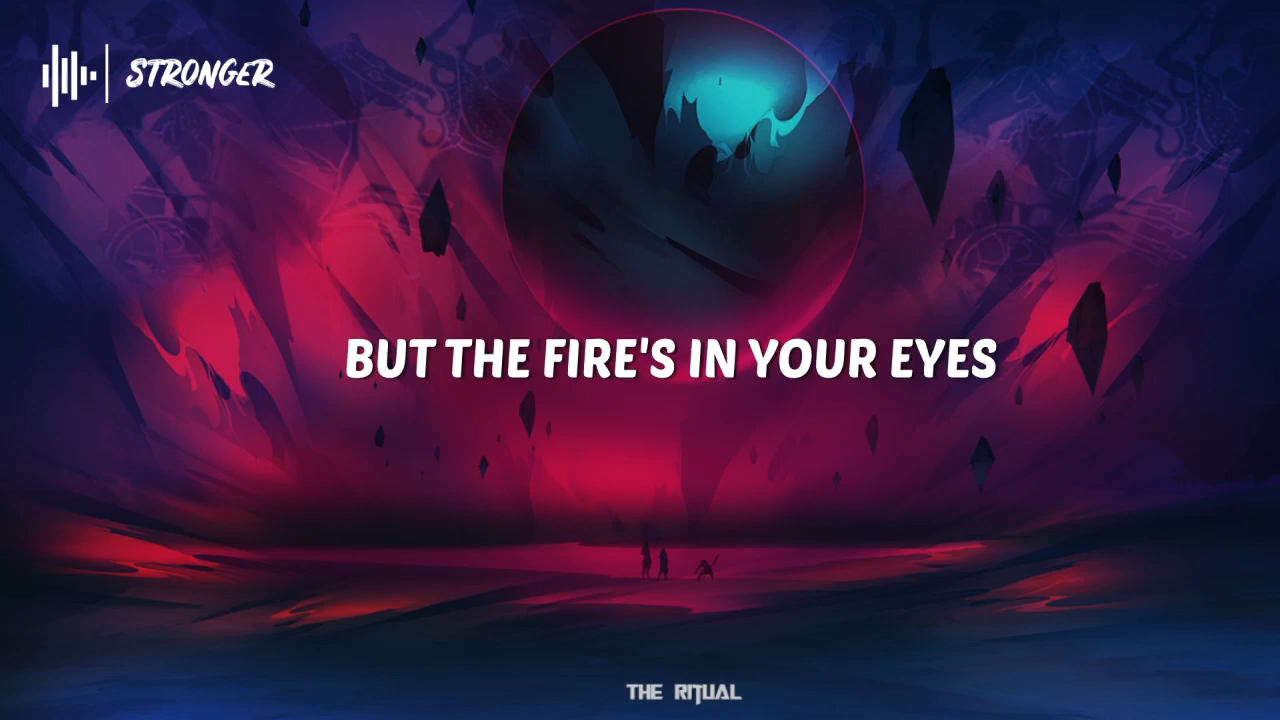 STRONGER
BUT THE FIRE'S IN YOUR EYES
THE RITUAL